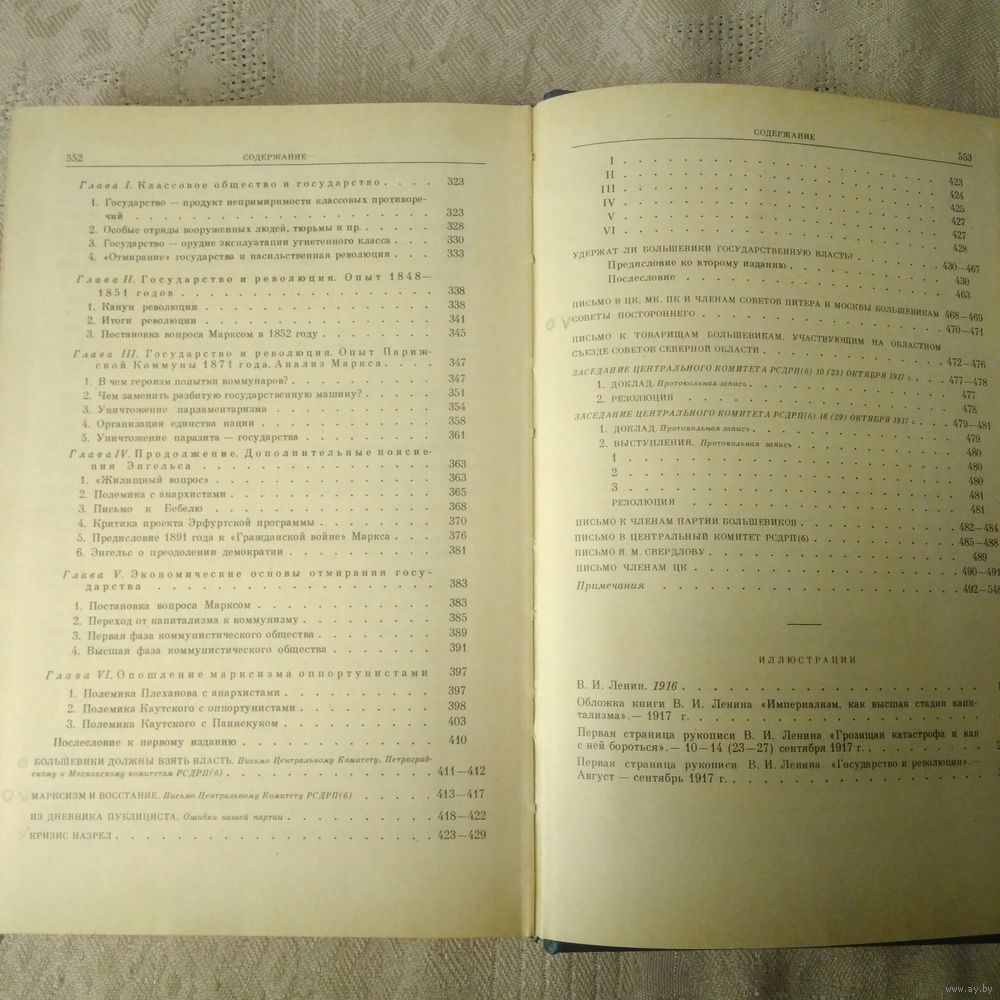 552
СОДЕРЖАНИЕ
Глава I. Классовое общество и государство . . . . 323
1. Государство — продукт непримиримости классовых противоре-
чий . . . . . . . . . . . . . . . . . . . . 323
2. Особые отряды вооруженных людей, тюрьмы и пр. . . . . . 328
3. Государство — орудие эксплуатации угнетенного класса . . . 330
4. «Отмирание» государства и насильственная революция . . . . 333
Глава II. Государство и революция. Опыт 1848—
1851 годов . . . . . . . . . . . . . . . . . 338
1. Канун революции . . . . . . . . . . . . . . . . 338
2. Итоги революции . . . . . . . . . . . . . . . . 341
3. Постановка вопроса Марксом в 1852 году . . . . . . . . 345
Глава III. Государство и революция. Опыт Париж-
ской Коммуны 1871 года. Анализ Маркса . . . . 347
1. В чем героизм попытки коммунаров? . . . . . . . . . . 347
2. Чем заменить разбитую государственную машину? . . . . . 351
3. Уничтожение парламентаризма . . . . . . . . . . . . 354
4. Организация единства нации . . . . . . . . . . . . . 358
5. Уничтожение паразита — государства . . . . . . . . . . 361
Глава IV. Продолжение. Дополнительные поясне-
ния Энгельса . . . . . . . . . . . . . . . . 363
1. «Жилищный вопрос» . . . . . . . . . . . . . . . . 363
2. Полемика с анархистами . . . . . . . . . . . . . . 365
3. Письмо к Бебелю . . . . . . . . . . . . . . . . . 368
4. Критика проекта Эрфуртской программы . . . . . . . . 370
5. Предисловие 1891 года к «Гражданской войне» Маркса . . . 376
6. Энгельс о преодолении демократии . . . . . . . . . . . 381
Глава V. Экономические основы отмирания госу-
дарства . . . . . . . . . . . . . . . . . . 383
1. Постановка вопроса Марксом . . . . . . . . . . . . . 383
2. Переход от капитализма к коммунизму . . . . . . . . . 385
3. Первая фаза коммунистического общества . . . . . . . . 389
4. Высшая фаза коммунистического общества . . . . . . . . 391
Глава VI. Опошление марксизма оппортунистами 397
1. Полемика Плеханова с анархистами . . . . . . . . . . . 397
2. Полемика Каутского с оппортунистами . . . . . . . . . . 398
3. Полемика Каутского с Паннекуком . . . . . . . . . . . 403
Послесловие к первому изданию . . . . . . . . . . . . . 410
БОЛЬШЕВИКИ ДОЛЖНЫ ВЗЯТЬ ВЛАСТЬ. Письмо Центральному Комитету, Петроград-
скому и Московскому комитетам РСДРП(б) . . . . . . . . . . . 411—412
МАРКСИЗМ И ВОССТАНИЕ. Письмо Центральному Комитету РСДРП(б) . . . . . 413—417
ИЗ ДНЕВНИКА ПУБЛИЦИСТА. Ошибки нашей партии . . . . . . . . . . 418—422
КРИЗИС НАЗРЕЛ . . . . . . . . . . . . . . . . . . . . . 423—429
СОДЕРЖАНИЕ
553
I . . . . . . . . . . . . . . . . . . . . 423
II . . . . . . . . . . . . . . . . . . . . 424
III . . . . . . . . . . . . . . . . . . . . 425
IV . . . . . . . . . . . . . . . . . . . . 427
V . . . . . . . . . . . . . . . . . . . . 427
VI . . . . . . . . . . . . . . . . . . . . 428
УДЕРЖАТ ЛИ БОЛЬШЕВИКИ ГОСУДАРСТВЕННУЮ ВЛАСТЬ? . . . . . . . 430—467
Предисловие ко второму изданию . . . . . . . . . . . . 430
Послесловие . . . . . . . . . . . . . . . . . . . 463
ПИСЬМО В ЦК, МК, ПК И ЧЛЕНАМ СОВЕТОВ ПИТЕРА И МОСКВЫ БОЛЬШЕВИКАМ 468—469
СОВЕТЫ ПОСТОРОННЕГО . . . . . . . . . . . . . . . . . 470—471
ПИСЬМО К ТОВАРИЩАМ БОЛЬШЕВИКАМ, УЧАСТВУЮЩИМ НА ОБЛАСТНОМ
СЪЕЗДЕ СОВЕТОВ СЕВЕРНОЙ ОБЛАСТИ . . . . . . . . . . . . . 472—476
ЗАСЕДАНИЕ ЦЕНТРАЛЬНОГО КОМИТЕТА РСДРП(б) 10 (23) ОКТЯБРЯ 1917 г. . . . 477—478
1. ДОКЛАД. Протокольная запись . . . . . . . . . . . . . 477
2. РЕЗОЛЮЦИЯ . . . . . . . . . . . . . . . . . . . 478
ЗАСЕДАНИЕ ЦЕНТРАЛЬНОГО КОМИТЕТА РСДРП(б) 16 (29) ОКТЯБРЯ 1917 г. . . . 479—481
1. ДОКЛАД. Протокольная запись . . . . . . . . . . . . . 479
2. ВЫСТУПЛЕНИЯ. Протокольная запись . . . . . . . . . . 480
1 . . . . . . . . . . . . . . . . . . . . 480
2 . . . . . . . . . . . . . . . . . . . . 480
3 . . . . . . . . . . . . . . . . . . . . 481
РЕЗОЛЮЦИЯ . . . . . . . . . . . . . . . . . . . . 481
ПИСЬМО К ЧЛЕНАМ ПАРТИИ БОЛЬШЕВИКОВ . . . . . . . . . . . 482—484
ПИСЬМО В ЦЕНТРАЛЬНЫЙ КОМИТЕТ РСДРП(б) . . . . . . . . . . 485—488
ПИСЬМО Я. М. СВЕРДЛОВУ . . . . . . . . . . . . . . . . 489
ПИСЬМО ЧЛЕНАМ ЦК . . . . . . . . . . . . . . . . . . 490—491
Примечания . . . . . . . . . . . . . . . . . . . . 492—548
ИЛЛЮСТРАЦИИ
В. И. Ленин. 1916 . . . . . . . . . . . . . . . . . . .
Обложка книги В. И. Ленина «Империализм, как высшая стадия капи-
тализма».— 1917 г. . . . . . . . . . . . . . . . . . .
Первая страница рукописи В. И. Ленина «Грозящая катастрофа и как
с ней бороться».— 10—14 (23—27) сентября 1917 г. . . . . . . .
Первая страница рукописи В. И. Ленина «Государство и революция».—
Август — сентябрь 1917 г. . . . . . . . . . . . . . . . .
www.ay.by